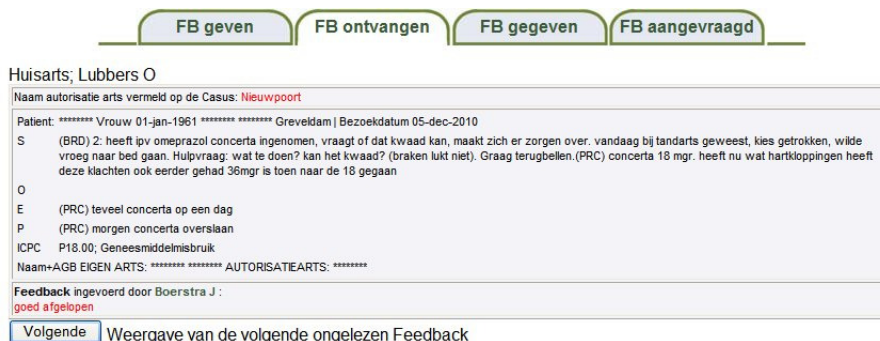 FB geven FB ontvangen FB gegeven FB aangevraagd
Huisarts; Lubbers O
Naam autorisatie arts vermeld op de Casus: Nieuwpoort
Patient: ******** Vrouw 01-jan-1961 ******** ******** Greveldam | Bezoekdatum 05-dec-2010
S (BRD) 2: heeft ipv omeprazol concerta ingenomen, vraagt of dat kwaad kan, maakt zich er zorgen over. vandaag bij tandarts geweest, kies getrokken, wilde
vroeg naar bed gaan. Hulpvraag: wat te doen? kan het kwaad? (braken lukt niet). Graag terugbellen.(PRC) concerta 18 mgr. heeft nu wat hartkloppingen heeft
deze klachten ook eerder gehad 36mgr is toen naar de 18 gegaan
O
E (PRC) teveel concerta op een dag
P (PRC) morgen concerta overslaan
ICPC P18.00; Geneesmiddelmisbruik
Naam+AGB EIGEN ARTS: ******** ******** AUTORISATIEARTS: ********
Feedback ingevoerd door Boerstra J :
goed afgelopen
Volgende Weergave van de volgende ongelezen Feedback